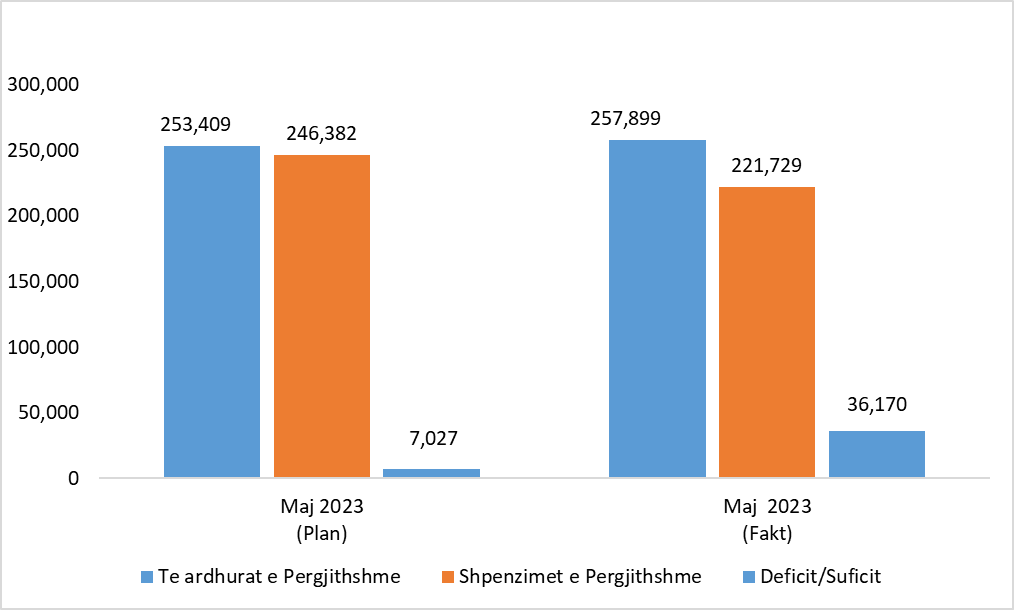 300,000
250,000
200,000
150,000
100,000
50,000
0
253,409
246,382
7,027
257,899
221,729
36,170
Maj 2023
(Plan)
Maj 2023
(Fakt)
Te ardhurat e Pergjithshme
Shpenzimet e Pergjithshme
Deficit/Suficit